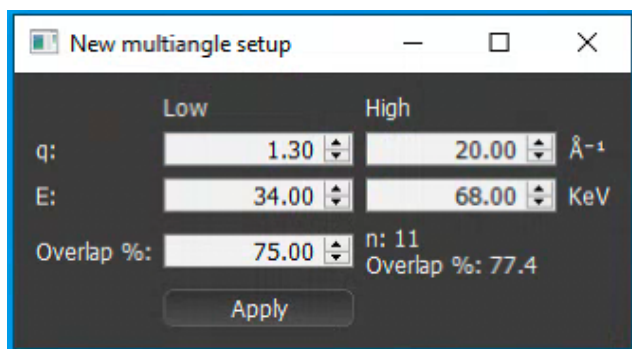 New multiangle setup
Low High
q: 1.30 20.00 Å⁻¹
E: 34.00 68.00 KeV
Overlap %: 75.00 n: 11
Overlap %: 77.4
Apply